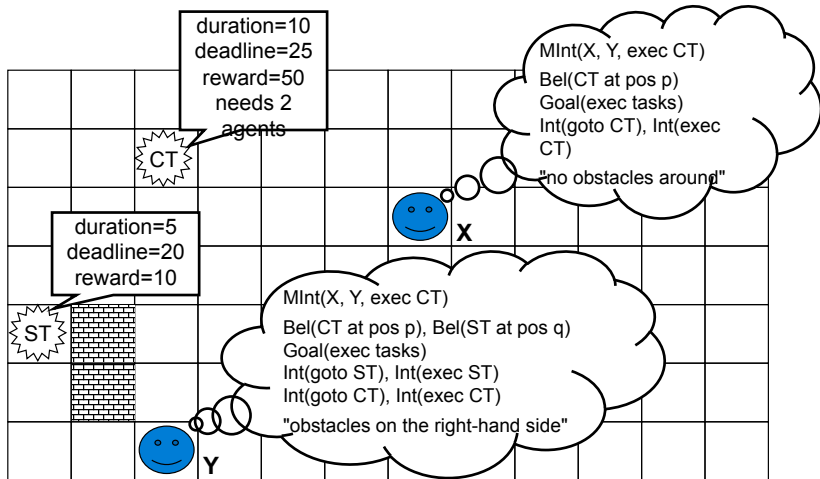 duration=10
deadline=25
reward=50
needs 2
agents
MInt(X, Y, exec CT)
Bel(CT at pos p)
Goal(exec tasks)
Int(goto CT), Int(exec
CT)
"no obstacles around"
CT
X
duration=5
deadline=20
reward=10
ST
MInt(X, Y, exec CT)
Bel(CT at pos p), Bel(ST at pos q)
Goal(exec tasks)
Int(goto ST), Int(exec ST)
Int(goto CT), Int(exec CT)
"obstacles on the right-hand side"
Y